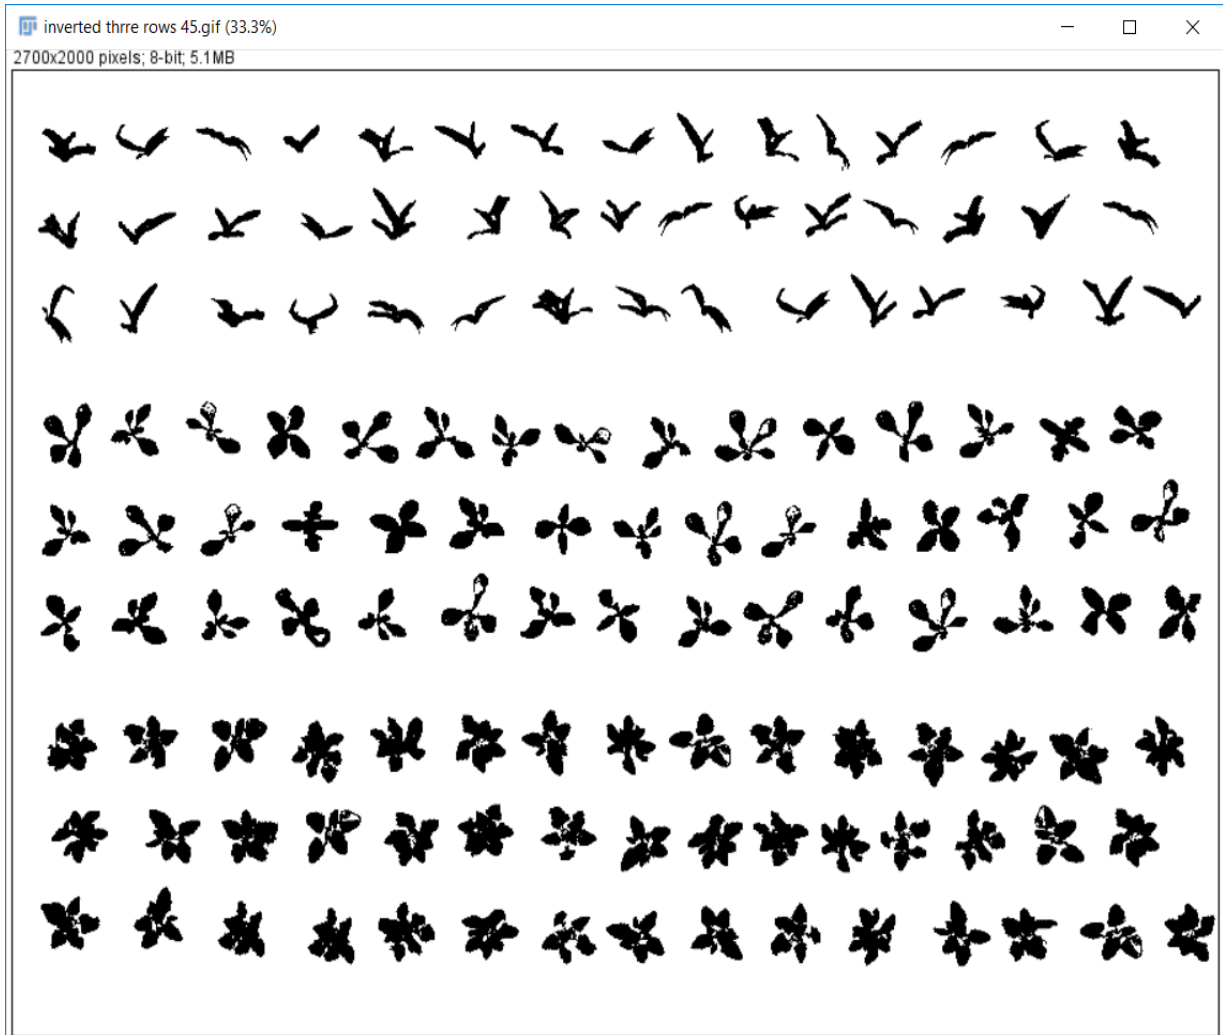 inverted thrre rows 45.gif (33.3%)
2700x2000 pixels; 8-bit; 5.1MB